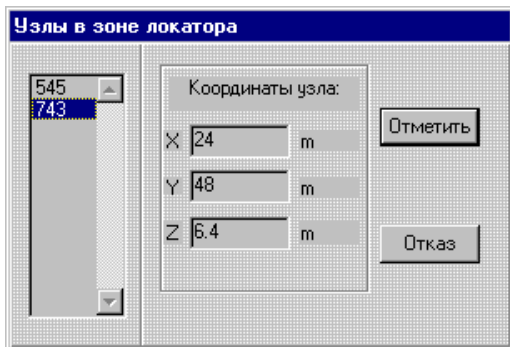 Узлы в зоне локатора
545
743
Координаты узла:
X 24 m
Y 48 m
Z 6.4 m
Отметить
Отказ